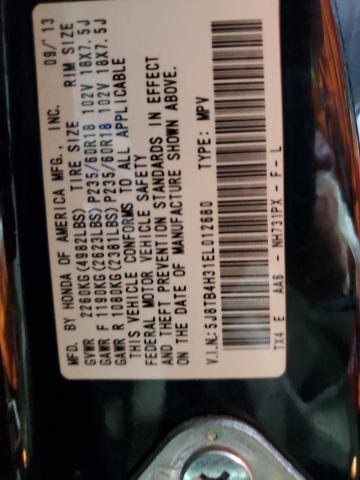 MFD. BY HONDA OF AMERICA MFG., INC. 09/'13
GVWR 2260KG(4982LBS) TIRE SIZE RIM SIZE
GAWR F 1190KG(2623LBS) P235/60R18 102V 18X7.5J
GAWR R 1080KG(2381LBS) P235/60R18 102V 18X7.5J
THIS VEHICLE CONFORMS TO ALL APPLICABLE
FEDERAL MOTOR VEHICLE SAFETY
AND THEFT PREVENTION STANDARDS IN EFFECT
ON THE DATE OF MANUFACTURE SHOWN ABOVE.
V.I.N.:5J8TB4H31EL012680 TYPE: MPV
TX4 E AA6 - NH731PX - F - L